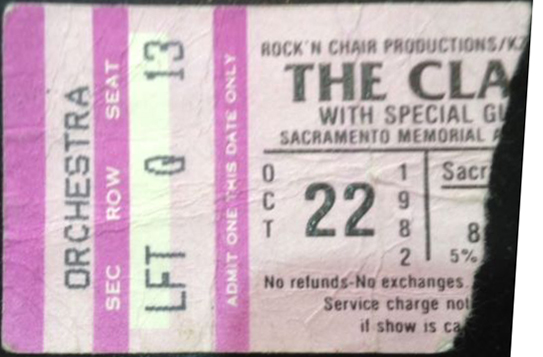 ORCHESTRA
SEC ROW SEAT
LFT Q 13
ADMIT ONE THIS DATE ONLY
ROCK'N CHAIR PRODUCTIONS/K
THE CLA
WITH SPECIAL GU
SACRAMENTO MEMORIAL A
OCT 22 1982
Sacr
8
5%
No refunds-No exchanges.
Service charge not
if show is ca